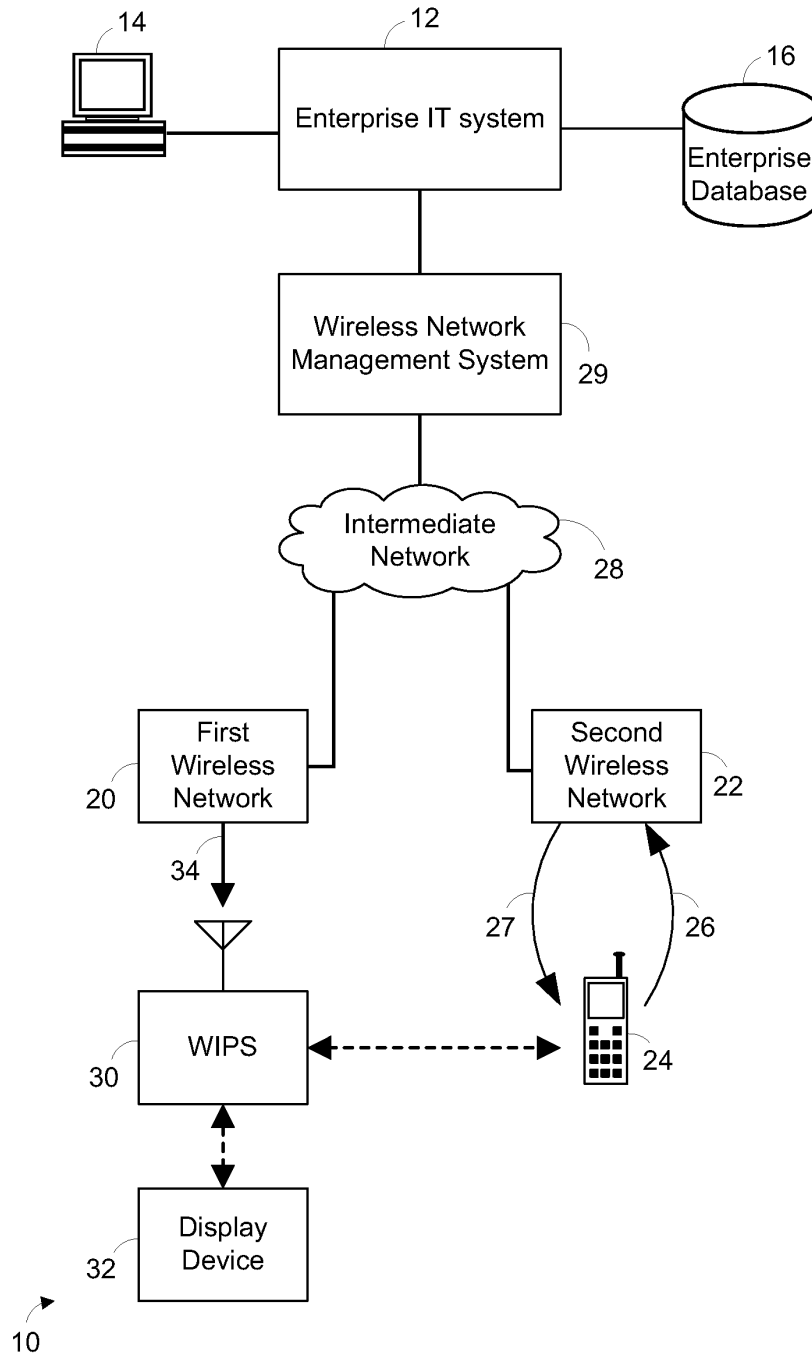 14
12
16
Enterprise IT system
Enterprise
Database
Wireless Network
Management System
29
Intermediate
Network
28
First
Wireless
Network
20
Second
Wireless
Network
22
34
27
26
WIPS
30
24
Display
Device
32
10